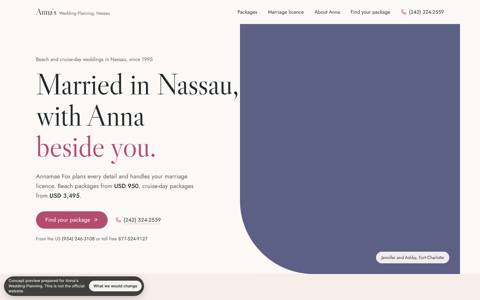 Anna's Wedding Planning, Nassau
Packages Marriage licence About Anna Find your package (242) 324-2559
Beach and cruise-day weddings in Nassau, since 1995
Married in Nassau,
with Anna
beside you.
Annamae Fox plans every detail and handles your marriage
licence. Beach packages from USD 950, cruise-day packages
from USD 3,495.
Find your package → (242) 324-2559
From the US (954) 246-3108 or toll free 877-524-9127
Jennifer and Ashby, Fort Charlotte
Concept preview prepared for Anna's
Wedding Planning. This is not the official
website.
What we would change